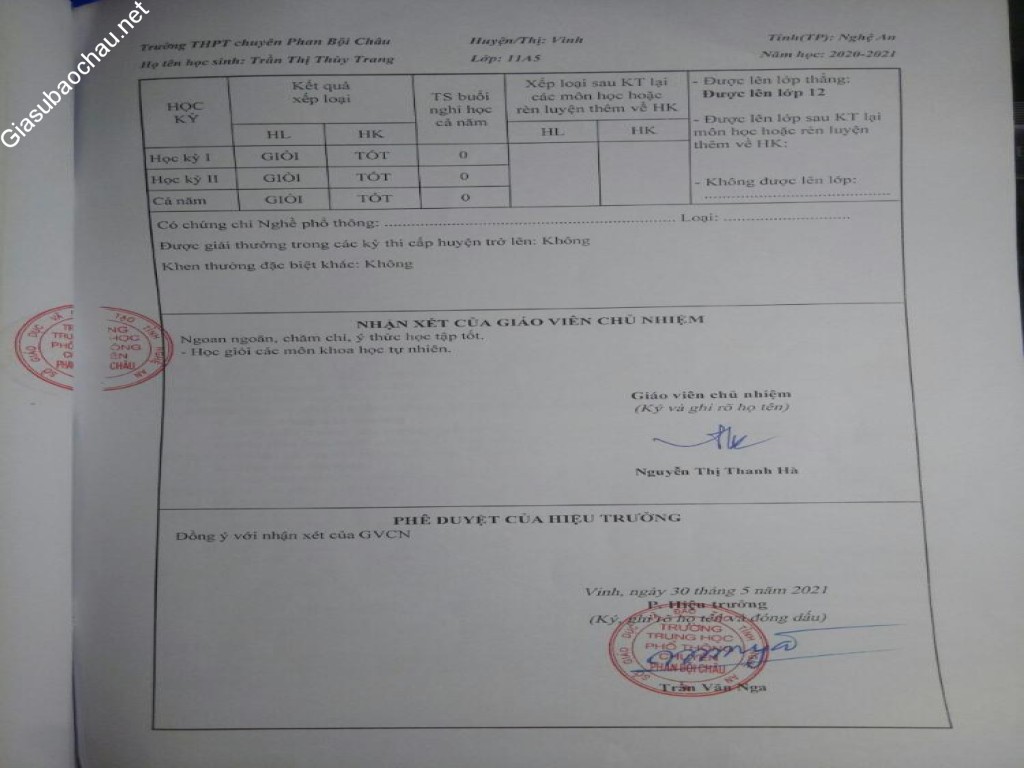 Giasubaochau.net
Trường THPT chuyên Phan Bội Châu Huyện/Thị: Vinh Tỉnh(TP): Nghệ An
Họ tên học sinh: Trần Thị Thùy Trang Lớp: 11A5 Năm học: 2020-2021
HỌC KỲ
Kết quả xếp loại
TS buổi nghỉ học cả năm
Xếp loại sau KT lại các môn học hoặc rèn luyện thêm về HK
HL HK HL HK
Học kỳ I GIỎI TỐT 0
Học kỳ II GIỎI TỐT 0
Cả năm GIỎI TỐT 0
- Được lên lớp thẳng:
Được lên lớp 12
- Được lên lớp sau KT lại
môn học hoặc rèn luyện
thêm về HK:
- Không được lên lớp:
Có chứng chỉ Nghề phổ thông: ........ Loại: ........
Được giải thưởng trong các kỳ thi cấp huyện trở lên: Không
Khen thưởng đặc biệt khác: Không
NHẬN XÉT CỦA GIÁO VIÊN CHỦ NHIỆM
Ngoan ngoãn, chăm chỉ, ý thức học tập tốt.
- Học giỏi các môn khoa học tự nhiên.
Giáo viên chủ nhiệm
(Ký và ghi rõ họ tên)
Nguyễn Thị Thanh Hà
PHÊ DUYỆT CỦA HIỆU TRƯỞNG
Đồng ý với nhận xét của GVCN
Vinh, ngày 30 tháng 5 năm 2021
P. Hiệu trưởng
(Ký, ghi rõ họ tên và đóng dấu)
TRƯỜNG
TRUNG HỌC
PHỔ THÔNG
CHUYÊN
PHAN BỘI CHÂU
Trần Văn Nga